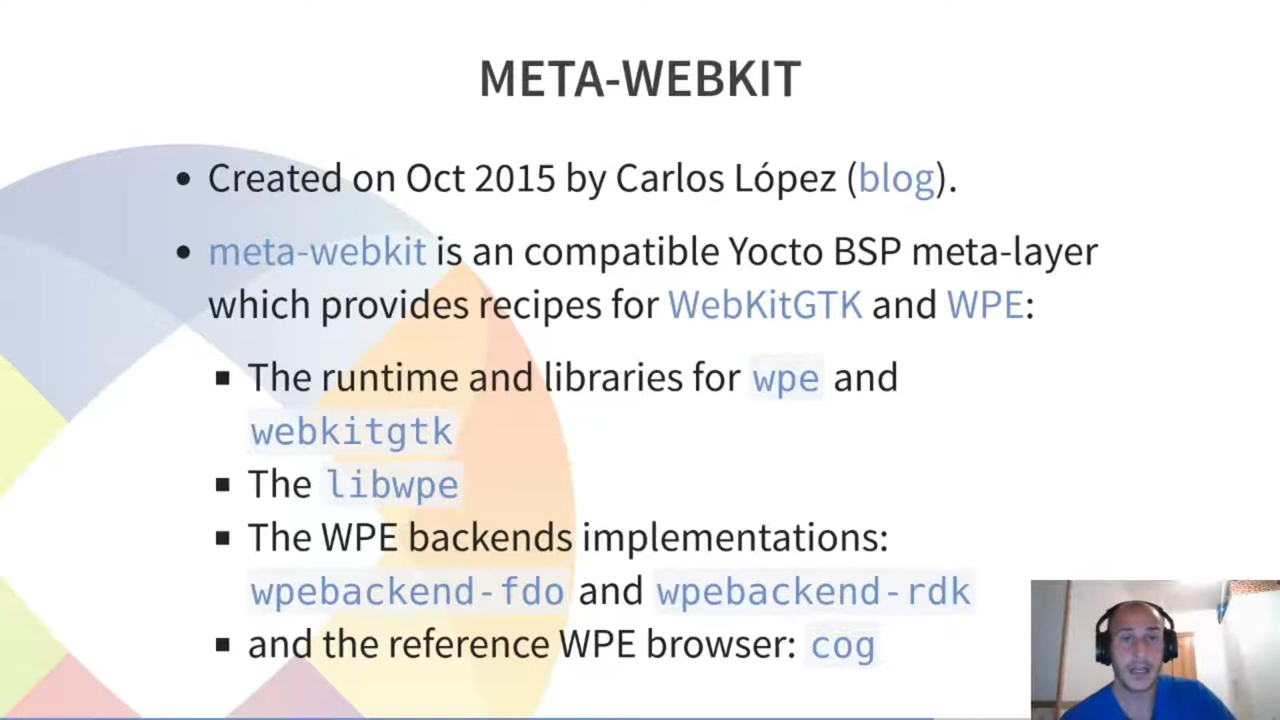 META-WEBKIT
Created on Oct 2015 by Carlos López (blog).
meta-webkit is an compatible Yocto BSP meta-layer
which provides recipes for WebKitGTK and WPE:
The runtime and libraries for wpe and
webkitgtk
The libwpe
The WPE backends implementations:
wpebackend-fdo and wpebackend-rdk
and the reference WPE browser: cog